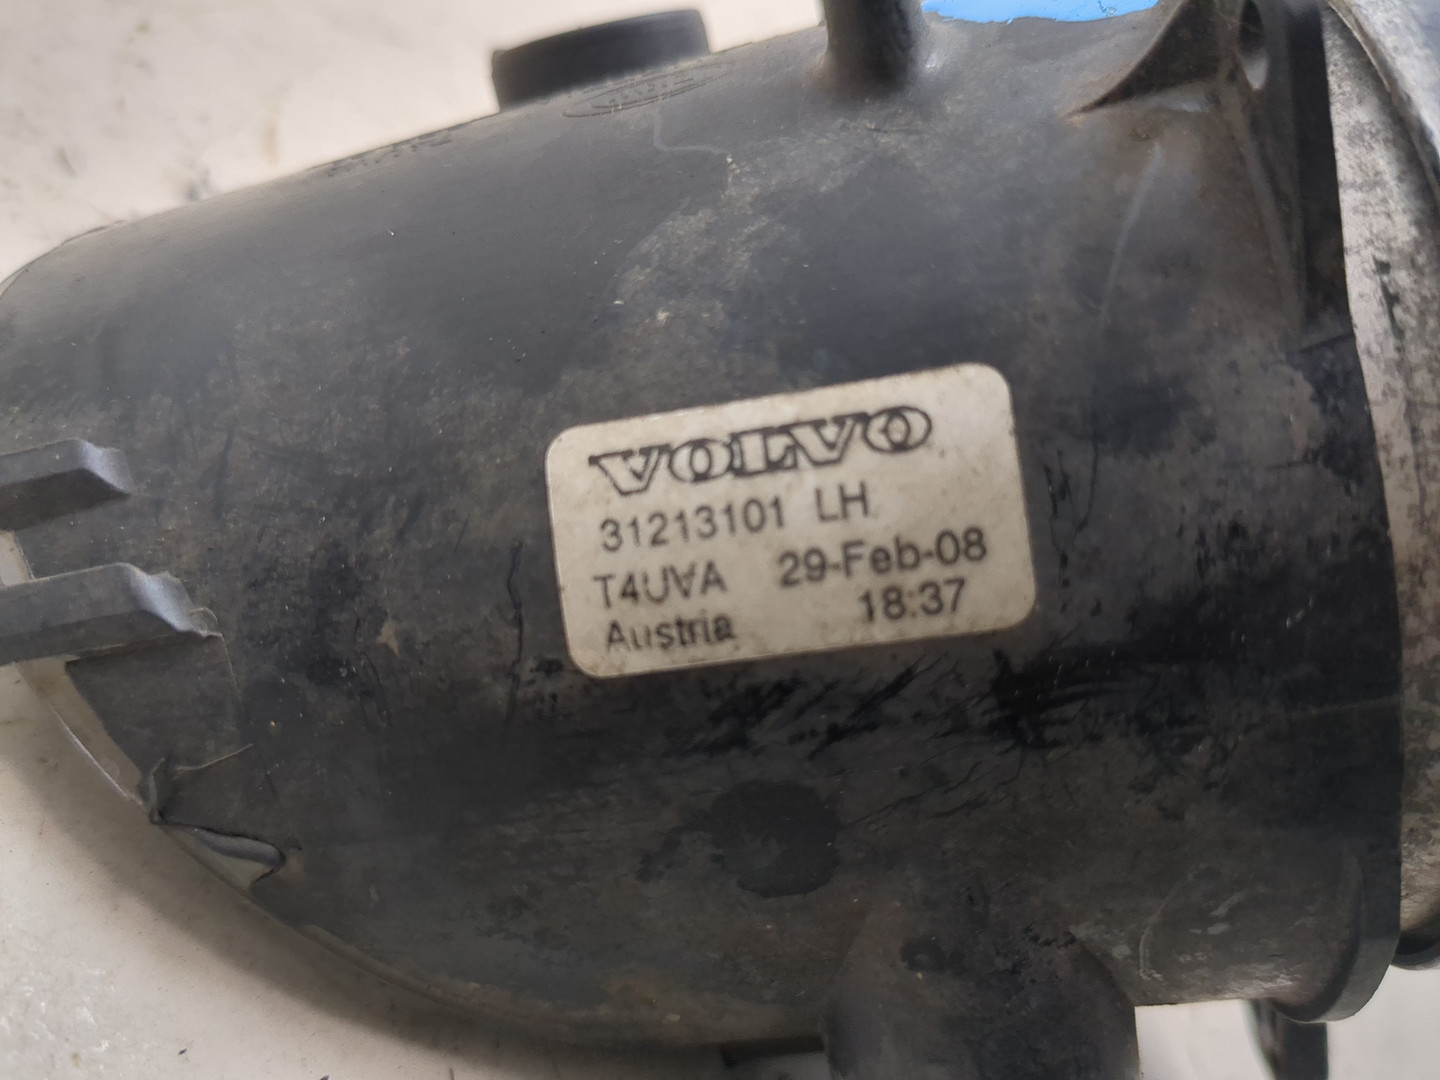 VOLVO
31213101 LH
T4UVA 29-Feb-08
Austria 18:37